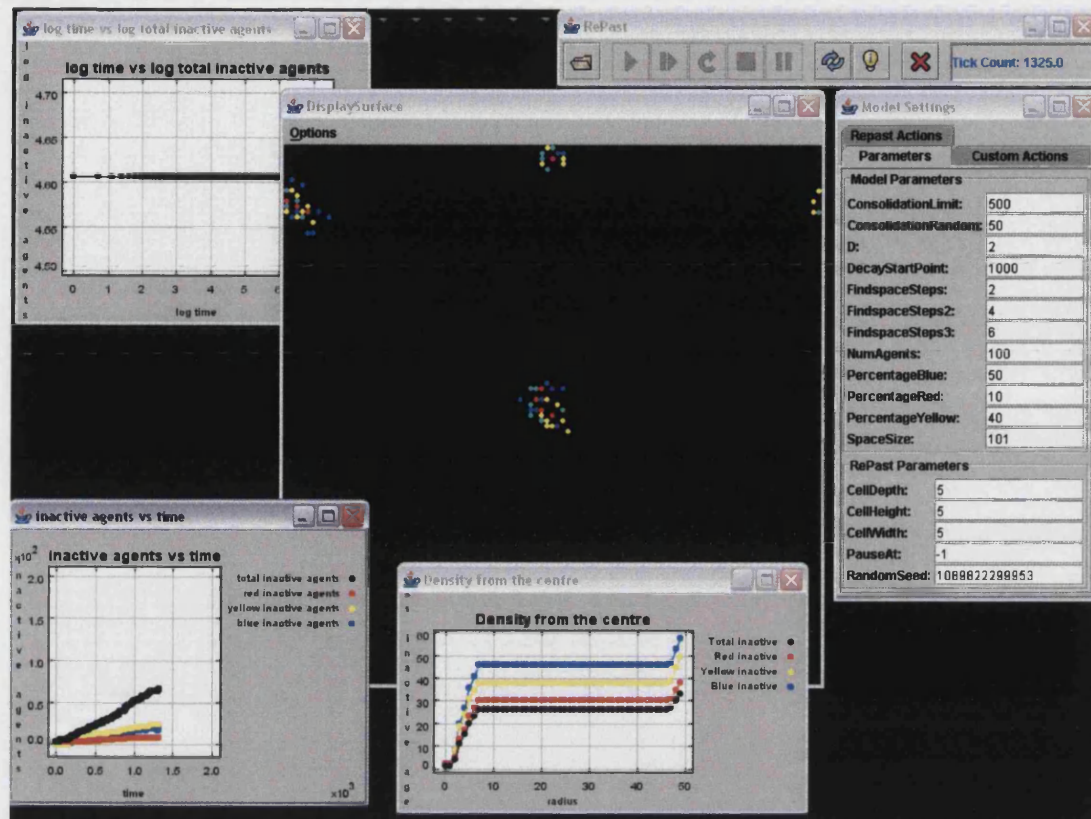 log time vs log total inactive agents
log time vs log total inactive agents
4.70
4.65
4.60
4.55
4.50
0 1 2 3 4 5 6
log time
RePast
Tick Count: 1325.0
DisplaySurface
Options
Model Settings
Repast Actions
Parameters
Custom Actions
Model Parameters
ConsolidationLimit: 500
ConsolidationRandom: 50
D: 2
DecayStartPoint: 1000
FindspaceSteps: 2
FindspaceSteps2: 4
FindspaceSteps3: 6
NumAgents: 100
PercentageBlue: 50
PercentageRed: 10
PercentageYellow: 40
SpaceSize: 101
RePast Parameters
CellDepth: 5
CellHeight: 5
CellWidth: 5
PauseAt: -1
RandomSeed: 1089822299953
inactive agents vs time
inactive agents vs time
x10²
2.0
1.5
1.0
0.5
0.0
0.0 0.5 1.0 1.5 2.0
time
x10³
total inactive agents
red inactive agents
yellow inactive agents
blue inactive agents
Density from the centre
Density from the centre
60
50
40
30
20
10
0
0 10 20 30 40 50
radius
Total inactive
Red inactive
Yellow inactive
Blue inactive